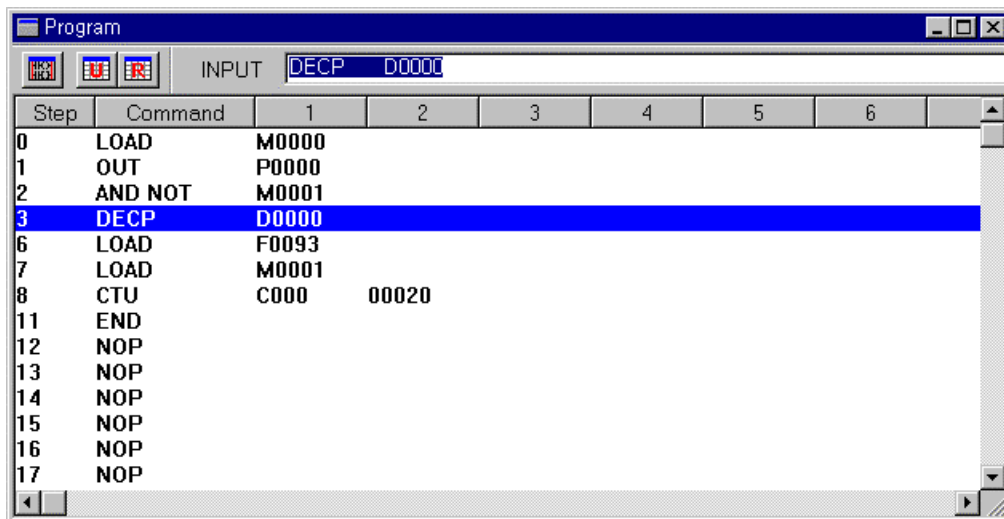 Program
U R INPUT DECP D0000
Step Command 1 2 3 4 5 6
0 LOAD M0000
1 OUT P0000
2 AND NOT M0001
3 DECP D0000
6 LOAD F0093
7 LOAD M0001
8 CTU C000 00020
11 END
12 NOP
13 NOP
14 NOP
15 NOP
16 NOP
17 NOP